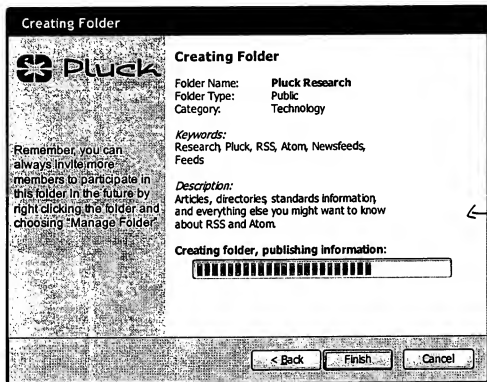 Creating Folder
Pluck
Remember, you can
always invite more
members to participate in
this folder in the future by
right clicking the folder and
choosing "Manage Folder"
Creating Folder
Folder Name: Pluck Research
Folder Type: Public
Category: Technology
Keywords:
Research, Pluck, RSS, Atom, Newsfeeds,
Feeds
Description:
Articles, directories, standards information,
and everything else you might want to know
about RSS and Atom.
Creating folder, publishing information:
< Back
Finish
Cancel